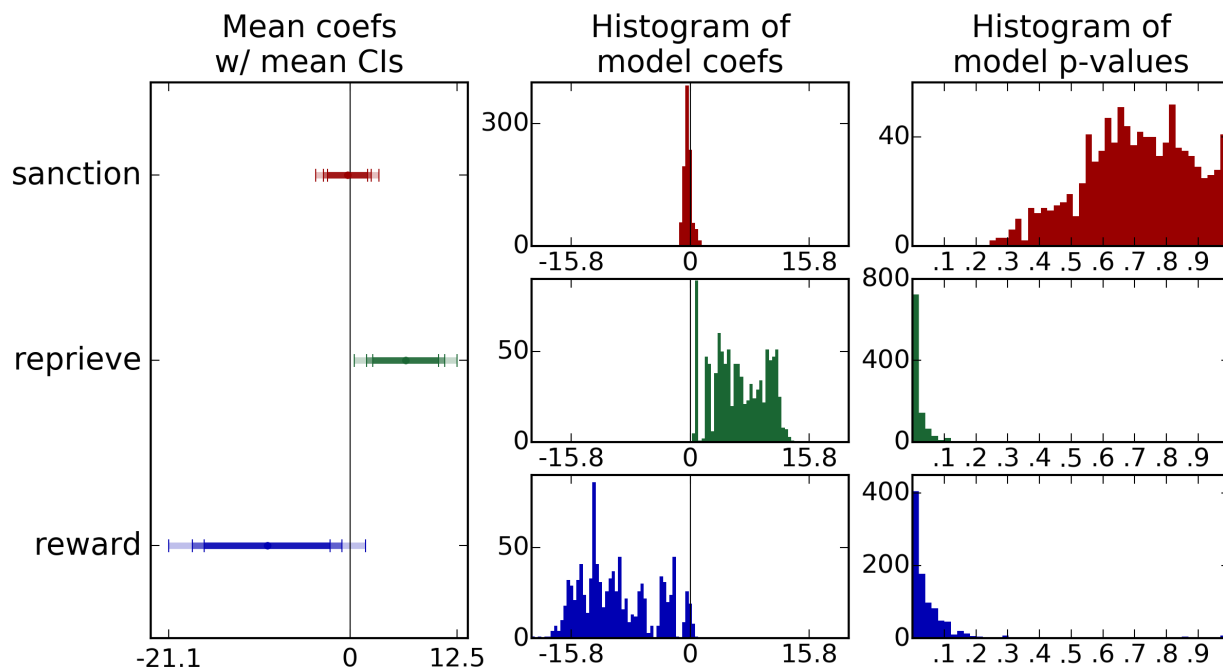 Mean coefs
w/ mean CIs
Histogram of
model coefs
Histogram of
model p-values
sanction
reprieve
reward
-21.1 0 12.5
300
0
-15.8 0 15.8
50
0
-15.8 0 15.8
50
0
-15.8 0 15.8
40
0
.1 .2 .3 .4 .5 .6 .7 .8 .9
800
400
0
.1 .2 .3 .4 .5 .6 .7 .8 .9
400
200
0
.1 .2 .3 .4 .5 .6 .7 .8 .9